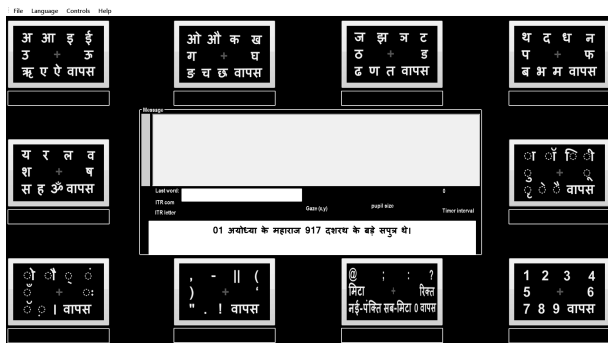 File Language Controls Help
अ आ इ ई
उ + ऊ
ऋ ए ऐ वापस
ओ औ क ख
ग + घ
ङ च छ वापस
ज झ ञ ट
ठ + ड
ढ ण त वापस
थ द ध न
प + फ
ब भ म वापस
Message
य र ल व
श + ष
स ह ॐ वापस
ा ॉ ि ी
ु + ू
ृ े ै वापस
Last word:
0
ITR com
ITR letter
Gaze (x,y)
pupil size
Timer interval
01 अयोध्या के महाराज 917 दशरथ के बड़े सपुत्र थे।
ो ौ ् ं
ँ + ः
ॅ ़ । वापस
, - || (
) + ‘
" . ! वापस
@ ; : ?
मिटा + रिक्त
नई-पंक्ति सब-मिटा 0 वापस
1 2 3 4
5 + 6
7 8 9 वापस